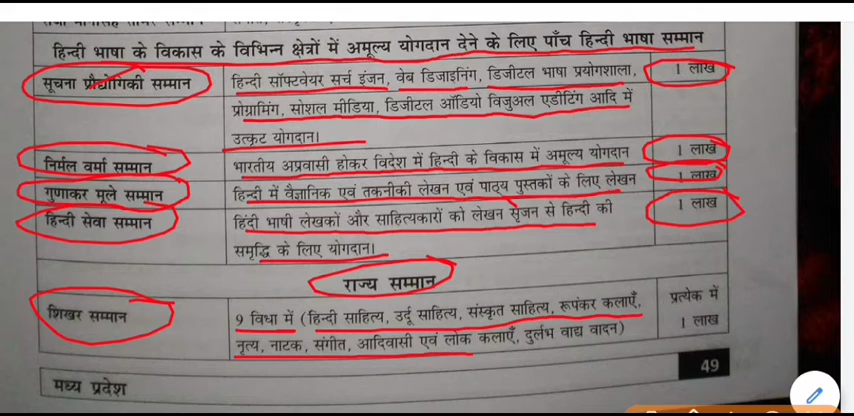 हिन्दी भाषा के विकास के विभिन्न क्षेत्रों में अमूल्य योगदान देने के लिए पाँच हिन्दी भाषा सम्मान
सूचना प्रौद्योगिकी सम्मान हिन्दी सॉफ्टवेयर सर्च इंजन, वेब डिजाइनिंग, डिजीटल भाषा प्रयोगशाला, 1 लाख
प्रोग्रामिंग, सोशल मीडिया, डिजीटल ऑडियो विजुअल एडीटिंग आदि में
उत्कृट योगदान।
निर्मल वर्मा सम्मान भारतीय अप्रवासी होकर विदेश में हिन्दी के विकास में अमूल्य योगदान 1 लाख
गुणाकर मूले सम्मान हिन्दी में वैज्ञानिक एवं तकनीकी लेखन एवं पाठ्य पुस्तकों के लिए लेखन 1 लाख
हिन्दी सेवा सम्मान हिंदी भाषी लेखकों और साहित्यकारों को लेखन सृजन से हिन्दी की 1 लाख
समृद्धि के लिए योगदान।
राज्य सम्मान
शिखर सम्मान 9 विधा में (हिन्दी साहित्य, उर्दू साहित्य, संस्कृत साहित्य, रूपंकर कलाएँ, प्रत्येक में
नृत्य, नाटक, संगीत, आदिवासी एवं लोक कलाएँ, दुर्लभ वाद्य वादन) 1 लाख
49
मध्य प्रदेश